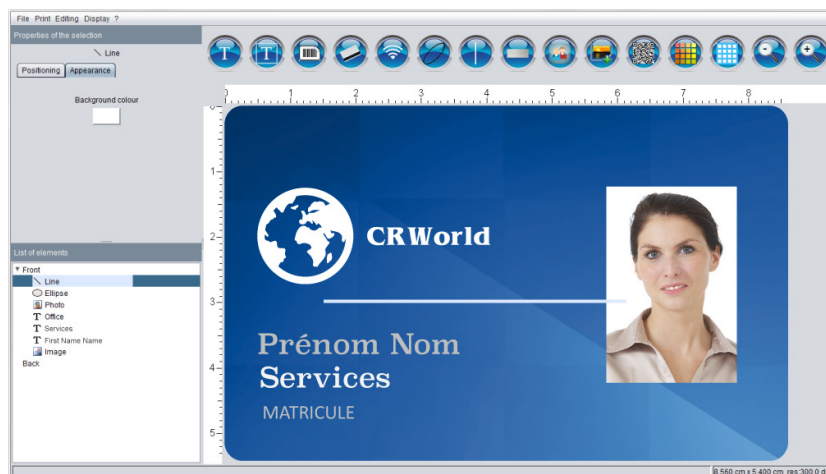 File Print Editing Display ?
Properties of the selection
Line
Positioning Appearance
Background colour
List of elements
Front
Line
Ellipse
Photo
Office
Services
First Name Name
Image
Back
T T
0 1 2 3 4 5 6 7 8
0
1
2
3
4
5
CRWorld
Prénom Nom
Services
MATRICULE
8.560 cm x 5.400 cm res:300.0 d